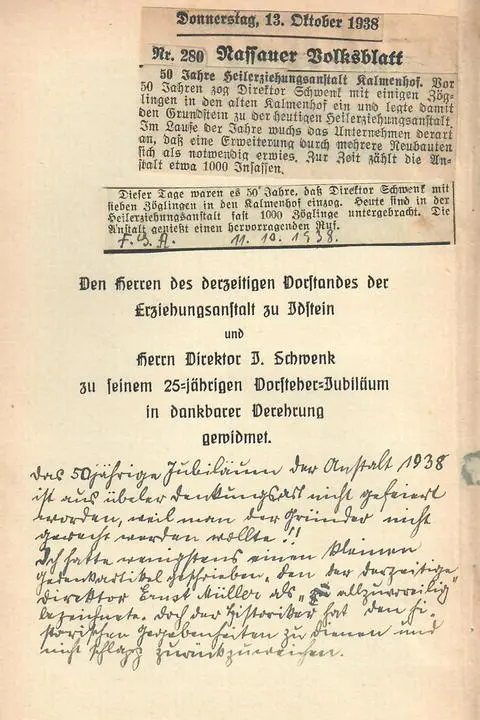 Donnerstag, 13. Oktober 1938
Nr. 280 Nassauer Volksblatt
50 Jahre Heilerziehungsanstalt Kalmenhof. Vor
50 Jahren zog Direktor Schwenk mit einigen Zög-
lingen in den alten Kalmenhof ein und legte damit
den Grundstein zu der heutigen Heilerziehungsanstalt.
Im Laufe der Jahre wuchs das Unternehmen derart
an, daß eine Erweiterung durch mehrere Neubauten
sich als notwendig erwies. Zur Zeit zählt die An-
stalt etwa 1000 Insassen.
Dieser Tage waren es 50 Jahre, daß Direktor Schwenk mit
sieben Zöglingen in den Kalmenhof einzog. Heute sind in der
Heilerziehungsanstalt fast 1000 Zöglinge untergebracht. Die
Anstalt genießt einen hervorragenden Ruf.
11. 10. 1938.
Den Herren des derzeitigen Vorstandes der
Erziehungsanstalt zu Idstein
und
Herrn Direktor J. Schwenk
zu seinem 25-jährigen Vorsteher-Jubiläum
in dankbarer Verehrung
gewidmet.
Das 50jährige Jubiläum der Anstalt 1938
ist aus übler Denkungsart nicht gefeiert
worden, weil man der Gründer nicht
gerecht werden wollte!!
Ich hatte wenigstens einen kleinen
Gedenkartikel geschrieben, den der derzeitige
Direktor Ernst Müller als „allzuvoreilig“
bezeichnete. Doch der Historiker hat den hi-
storischen Gegebenheiten zu dienen und
nicht schlapp zurückzuweichen.